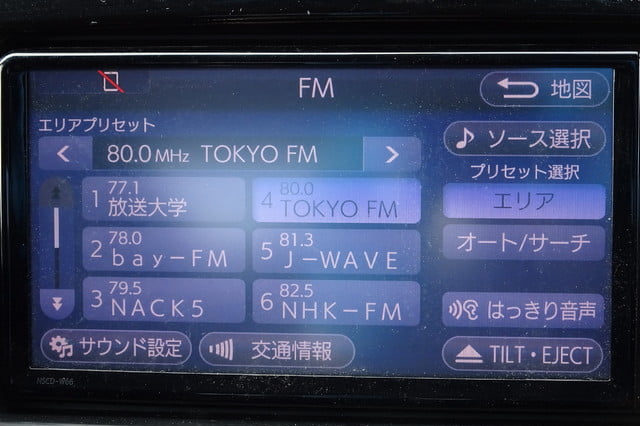 FM
地図
エリアプリセット
80.0MHz TOKYO FM
ソース選択
プリセット選択
エリア
オート/サーチ
はっきり音声
1 77.1 放送大学
4 80.0 TOKYO FM
2 78.0 bay-FM
5 81.3 J-WAVE
3 79.5 NACK5
6 82.5 NHK-FM
サウンド設定
交通情報
TILT・EJECT
NSCD-W66